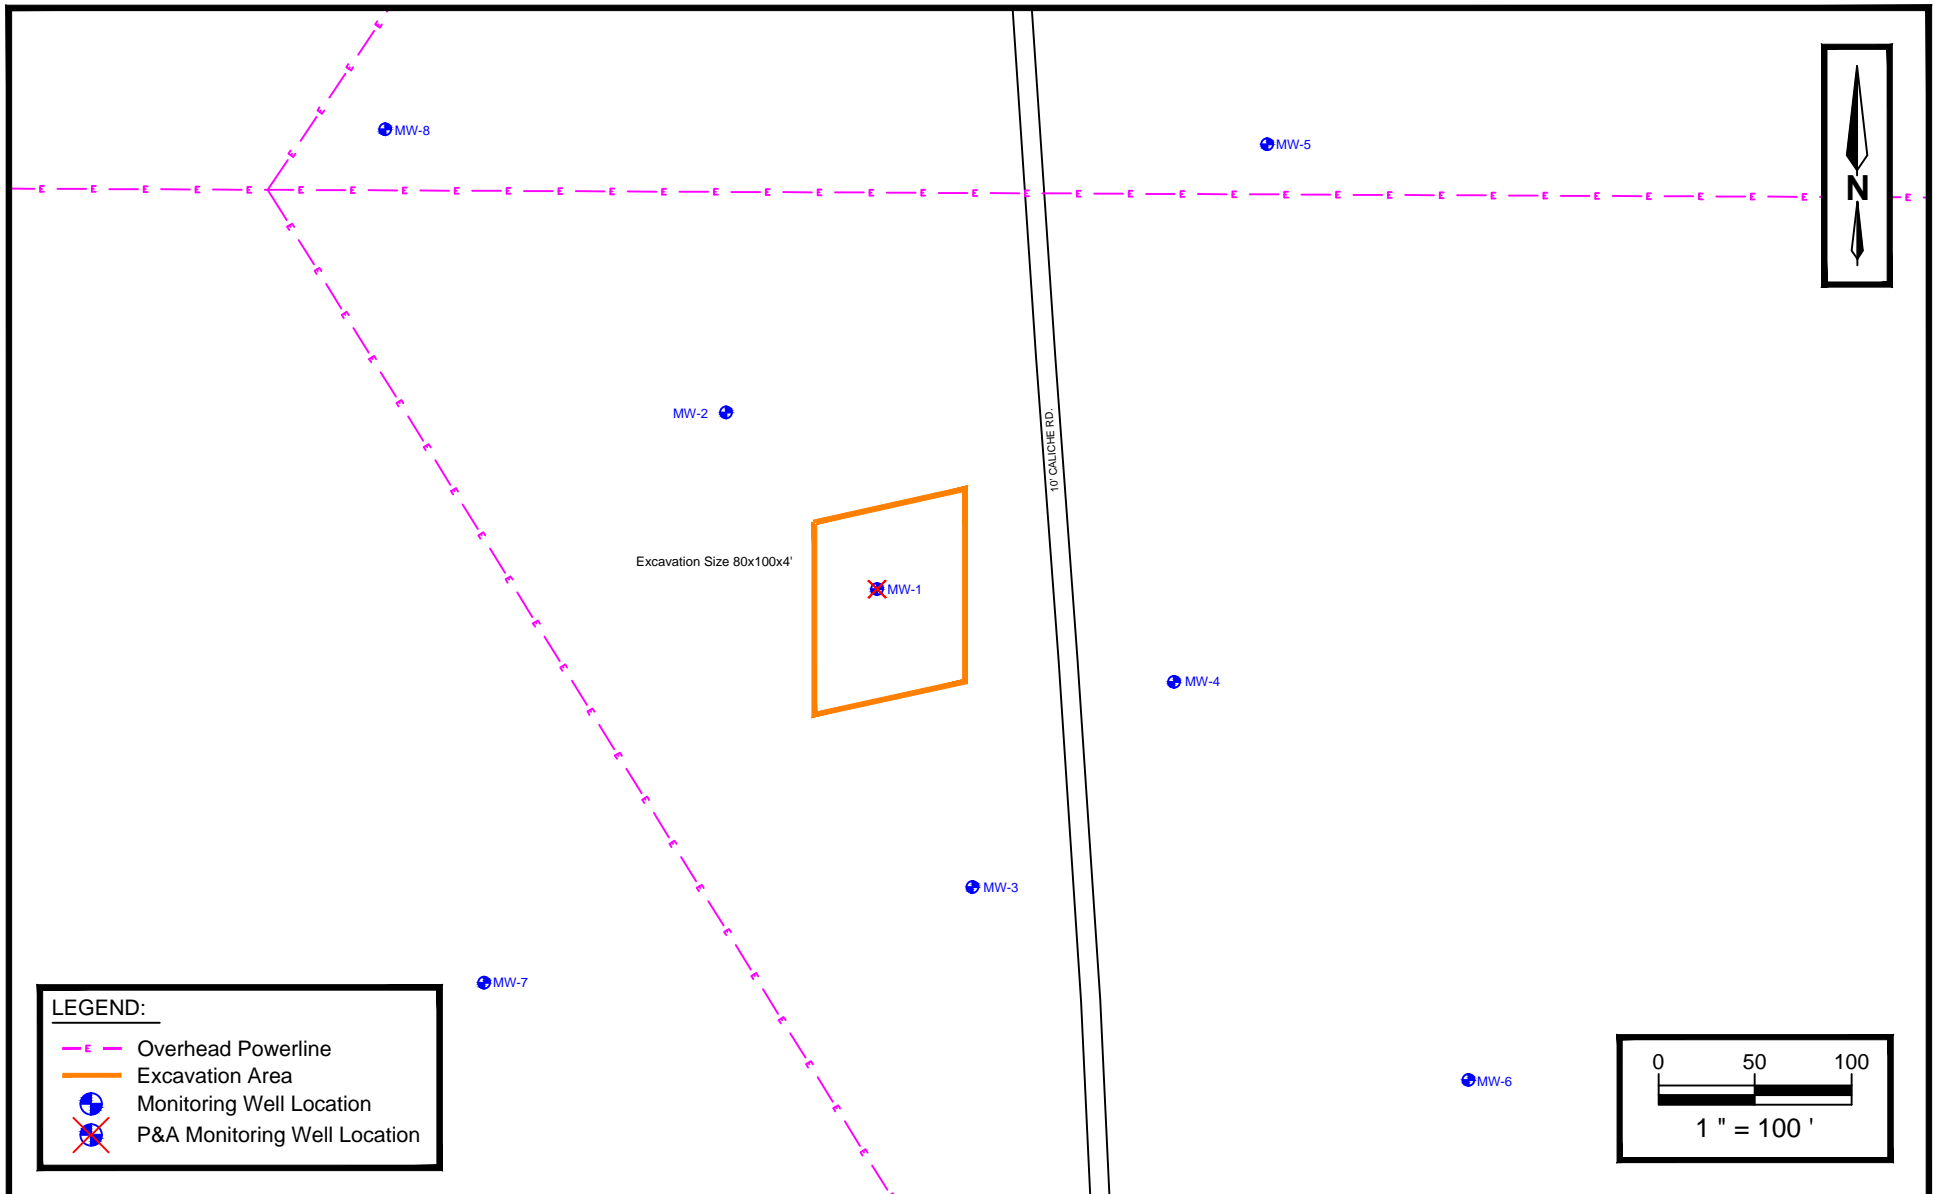 MW-8
MW-5
N
MW-2
10' CALICHE RD.
Excavation Size 80x100x4'
MW-1
MW-4
MW-3
MW-7
LEGEND:
E Overhead Powerline
Excavation Area
Monitoring Well Location
P&A Monitoring Well Location
MW-6
0 50 100
1 " = 100 '